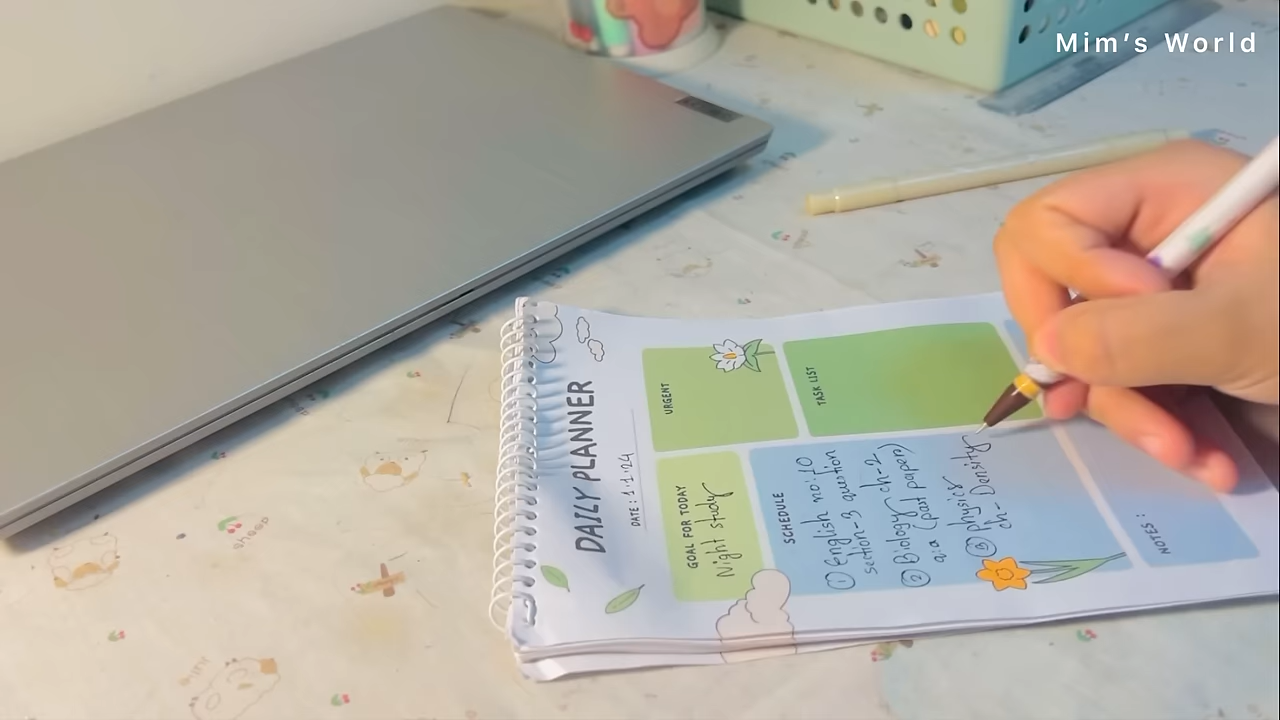 Mim's World
DAILY PLANNER
DATE : 1.1.24
URGENT
TASK LIST
GOAL FOR TODAY
Night study
SCHEDULE
① English no:10
section-3 question
② Biology ch-2
a:a (past paper)
③ Physics
ch- Density
NOTES :